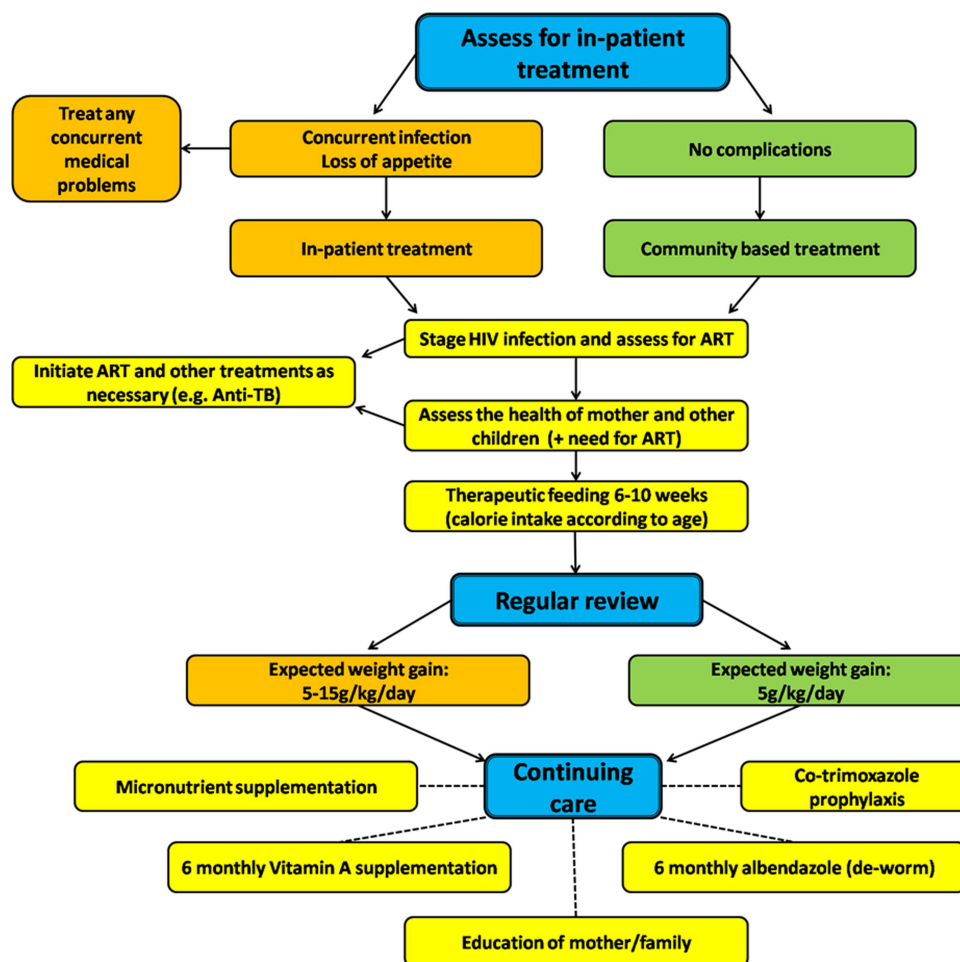 Assess for in-patient
treatment
Treat any
concurrent
medical
problems
Concurrent infection
Loss of appetite
No complications
In-patient treatment
Community based treatment
Stage HIV infection and assess for ART
Initiate ART and other treatments as
necessary (e.g. Anti-TB)
Assess the health of mother and other
children  (+ need for ART)
Therapeutic feeding 6-10 weeks
(calorie intake according to age)
Regular review
Expected weight gain:
5-15g/kg/day
Expected weight gain:
5g/kg/day
Continuing
care
Micronutrient supplementation
Co-trimoxazole
prophylaxis
6 monthly Vitamin A supplementation
6 monthly albendazole (de-worm)
Education of mother/family